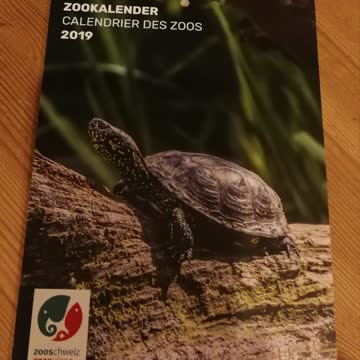 ZOOKALENDER
CALENDRIER DES ZOOS
2019
zooschweiz